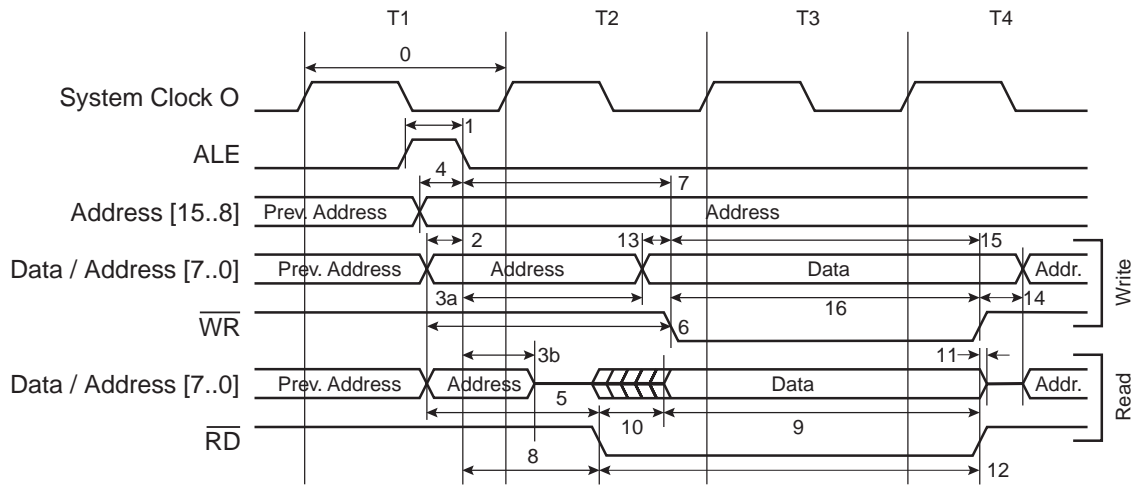 T1 T2 T3 T4
0
System Clock O
1
ALE
4 7
Address [15..8] Prev. Address Address
2 13 15
Data / Address [7..0] Prev. Address Address Data Addr.
3a 16 14
Write
WR 6
3b 11
Data / Address [7..0] Prev. Address Address Data Addr.
5 10 9
Read
RD
8 12